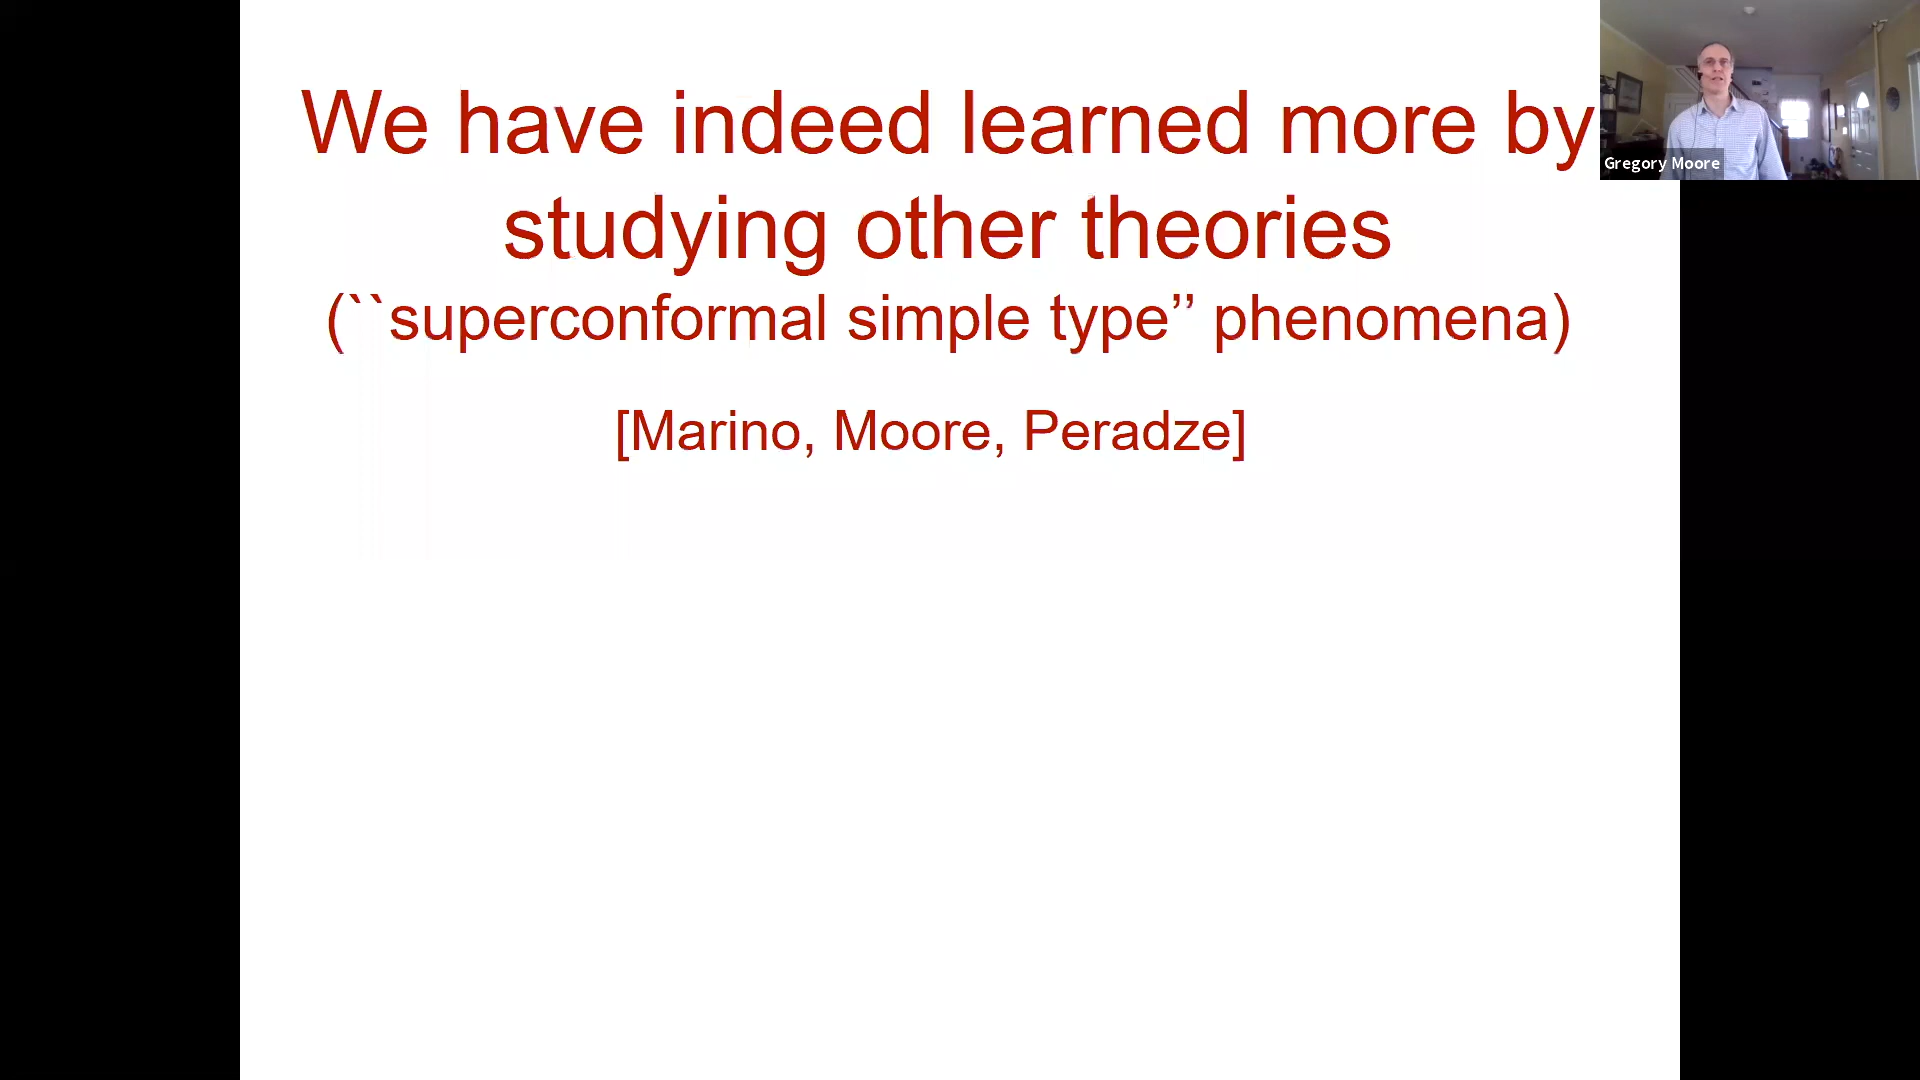 We have indeed learned more by
studying other theories
(``superconformal simple type’’ phenomena)
[Marino, Moore, Peradze]
Gregory Moore